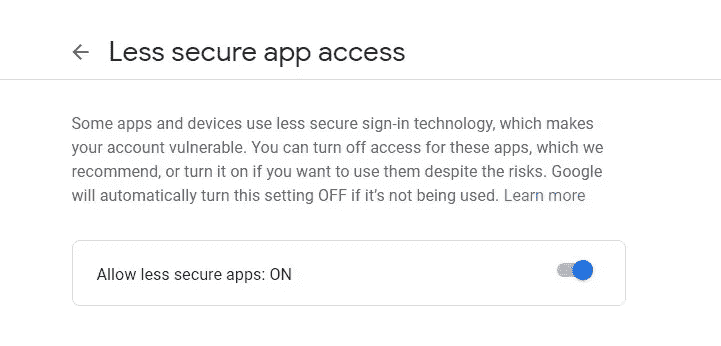 Less secure app access
Some apps and devices use less secure sign-in technology, which makes
your account vulnerable. You can turn off access for these apps, which we
recommend, or turn it on if you want to use them despite the risks. Google
will automatically turn this setting OFF if it's not being used. Learn more
Allow less secure apps: ON